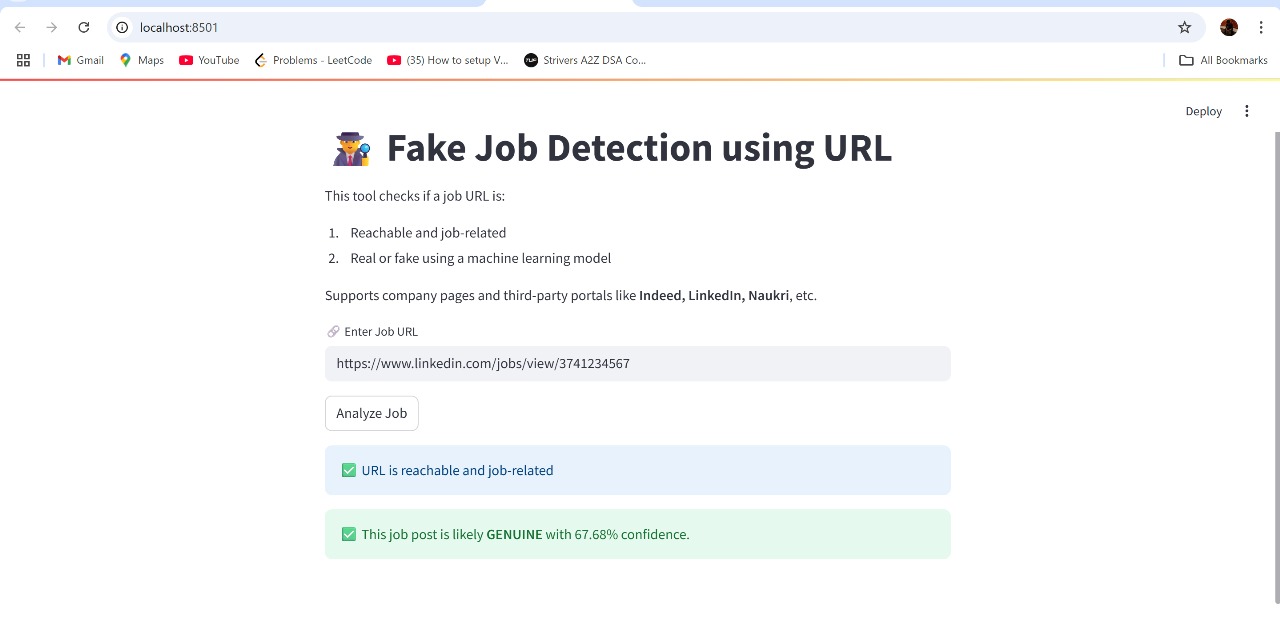 localhost:8501
Gmail
Maps
YouTube
Problems - LeetCode
(35) How to setup V...
TUF
Strivers A2Z DSA Co...
All Bookmarks
Deploy
Fake Job Detection using URL
This tool checks if a job URL is:
1. Reachable and job-related
2. Real or fake using a machine learning model
Supports company pages and third-party portals like Indeed, LinkedIn, Naukri, etc.
Enter Job URL
https://www.linkedin.com/jobs/view/3741234567
Analyze Job
URL is reachable and job-related
This job post is likely GENUINE with 67.68% confidence.